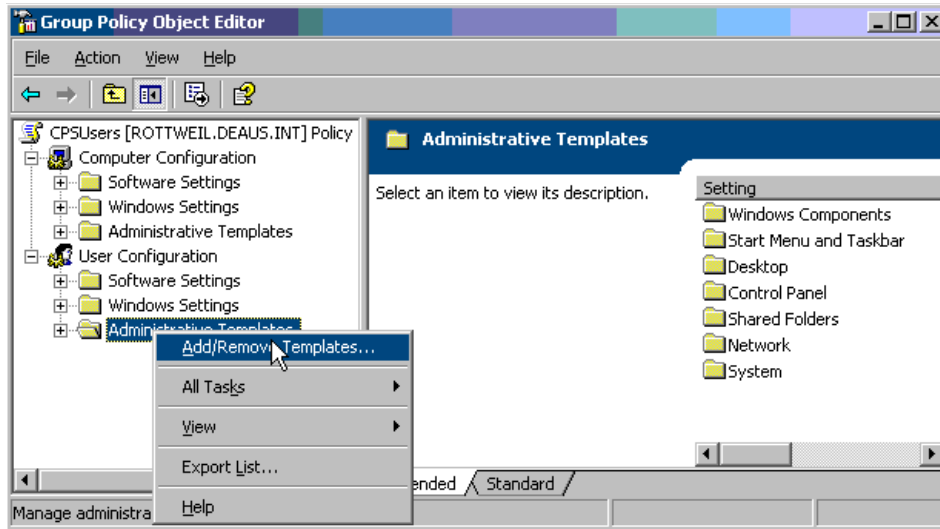 Group Policy Object Editor
File Action View Help
CPSUsers [ROTTWEIL.DEAUS.INT] Policy
Computer Configuration
Software Settings
Windows Settings
Administrative Templates
User Configuration
Software Settings
Windows Settings
Administrative Templates
Administrative Templates
Select an item to view its description.
Setting
Windows Components
Start Menu and Taskbar
Desktop
Control Panel
Shared Folders
Network
System
Add/Remove Templates...
All Tasks
View
Export List...
Help
ended
Standard
Manage administra